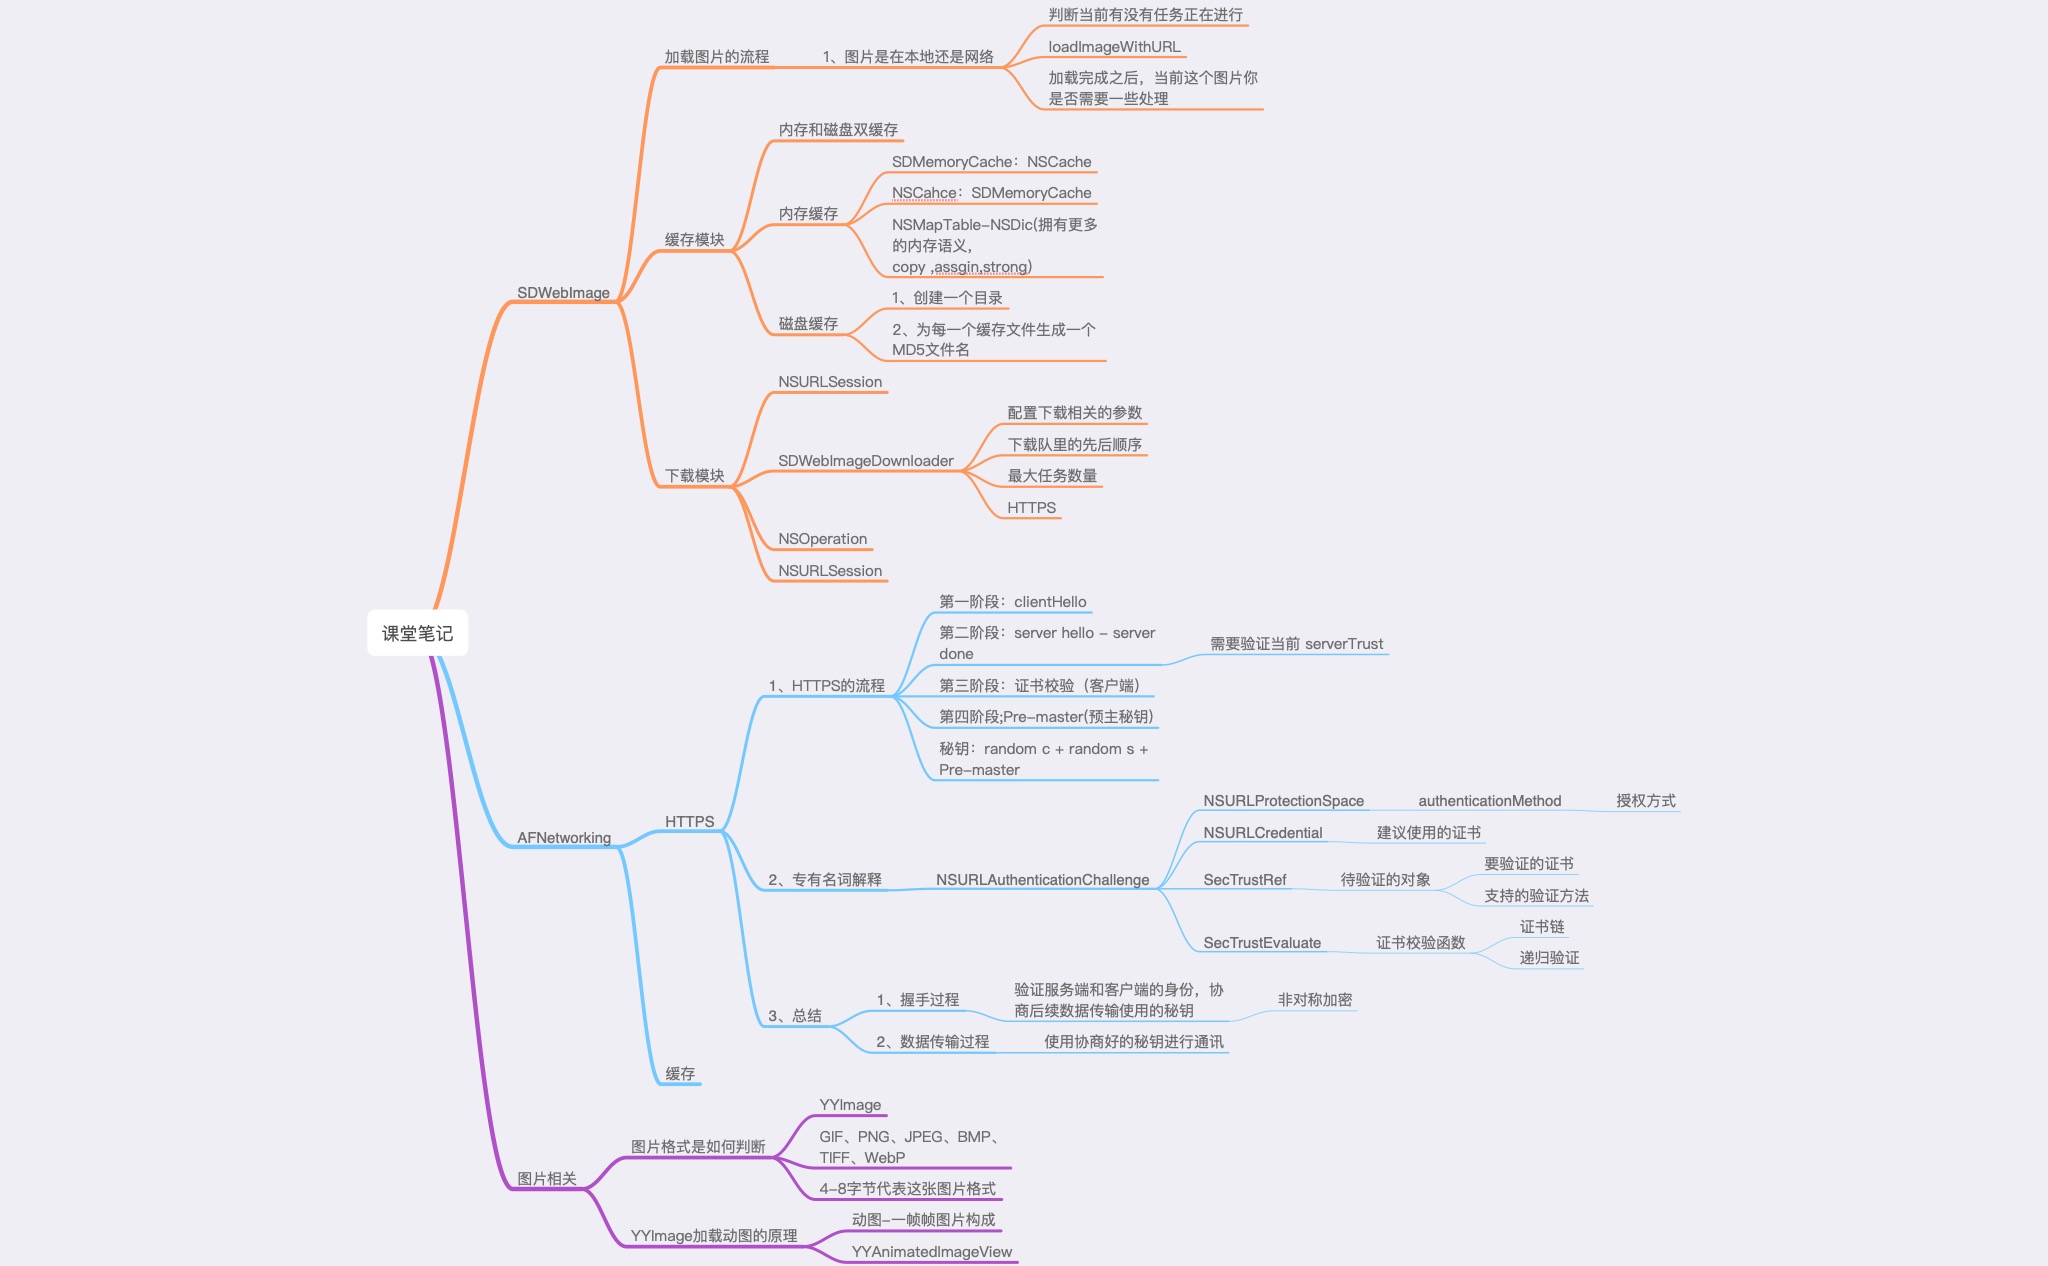 判断当前有没有任务正在进行
加载图片的流程
1、图片是在本地还是网络
loadImageWithURL
加载完成之后，当前这个图片你
是否需要一些处理
内存和磁盘双缓存
SDMemoryCache：NSCache
NSCahce：SDMemoryCache
内存缓存
NSMapTable-NSDic(拥有更多
的内存语义，
copy ,assgin,strong)
缓存模块
SDWebImage
1、创建一个目录
磁盘缓存
2、为每一个缓存文件生成一个
MD5文件名
NSURLSession
配置下载相关的参数
下载队里的先后顺序
SDWebImageDownloader
下载模块
最大任务数量
HTTPS
NSOperation
NSURLSession
课堂笔记
第一阶段：clientHello
第二阶段：server hello - server
done
需要验证当前 serverTrust
1、HTTPS的流程
第三阶段：证书校验（客户端）
第四阶段;Pre-master(预主秘钥)
秘钥：random c + random s +
Pre-master
NSURLProtectionSpace
authenticationMethod
授权方式
HTTPS
AFNetworking
NSURLCredential
建议使用的证书
要验证的证书
2、专有名词解释
NSURLAuthenticationChallenge
SecTrustRef
待验证的对象
支持的验证方法
证书链
SecTrustEvaluate
证书校验函数
递归验证
3、总结
1、握手过程
验证服务端和客户端的身份，协
商后续数据传输使用的秘钥
非对称加密
2、数据传输过程
使用协商好的秘钥进行通讯
缓存
YYImage
图片格式是如何判断
GIF、PNG、JPEG、BMP、
TIFF、WebP
图片相关
4-8字节代表这张图片格式
动图-一帧帧图片构成
YYImage加载动图的原理
YYAnimatedImageView